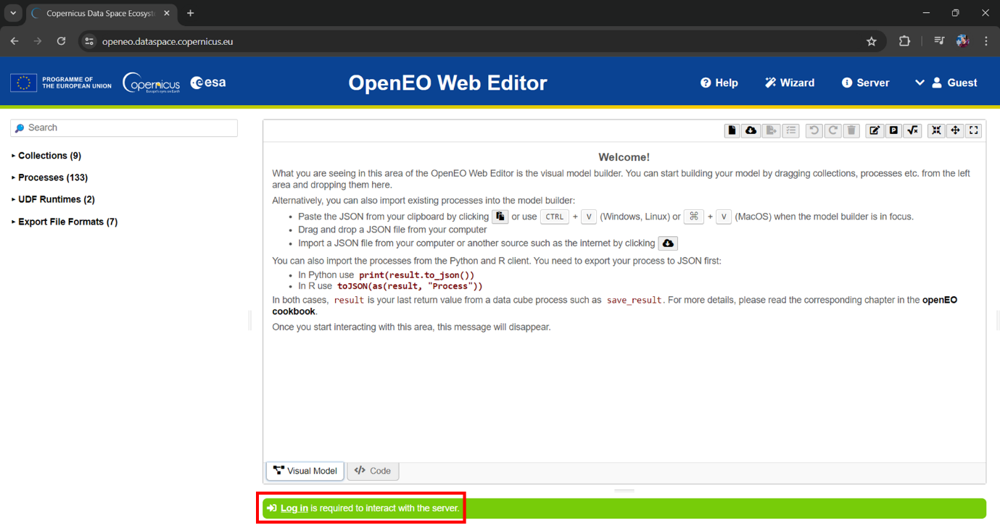 Copernicus Data Space Ecosyst
openeo.dataspace.copernicus.eu
PROGRAMME OF
THE EUROPEAN UNION
Copernicus
Europe's eyes on Earth
esa
OpenEO Web Editor
Help
Wizard
Server
Guest
Search
Collections (9)
Processes (133)
UDF Runtimes (2)
Export File Formats (7)
Welcome!
What you are seeing in this area of the OpenEO Web Editor is the visual model builder. You can start building your model by dragging collections, processes etc. from the left
area and dropping them here.
Alternatively, you can also import existing processes into the model builder:
• Paste the JSON from your clipboard by clicking or use CTRL + V (Windows, Linux) or ⌘ + V (MacOS) when the model builder is in focus.
• Drag and drop a JSON file from your computer
• Import a JSON file from your computer or another source such as the internet by clicking
You can also import the processes from the Python and R client. You need to export your process to JSON first:
• In Python use print(result.to_json())
• In R use toJSON(as(result, "Process"))
In both cases, result is your last return value from a data cube process such as save_result. For more details, please read the corresponding chapter in the openEO
cookbook.
Once you start interacting with this area, this message will disappear.
Visual Model
</> Code
Log in is required to interact with the server.